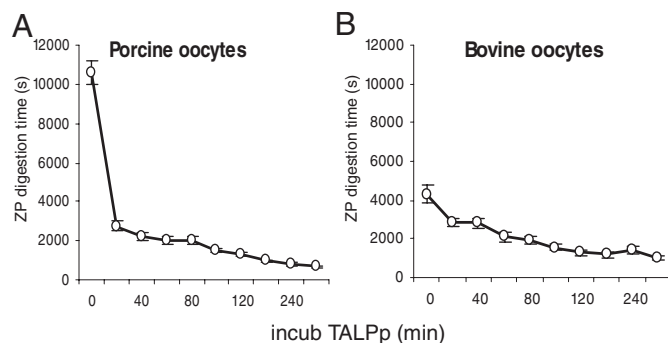 A
Porcine oocytes
12000
10000
8000
6000
4000
2000
0
ZP digestion time (s)
0 40 80 120 240
B
Bovine oocytes
12000
10000
8000
6000
4000
2000
0
ZP digestion time (s)
0 40 80 120 240
incub TALPp (min)